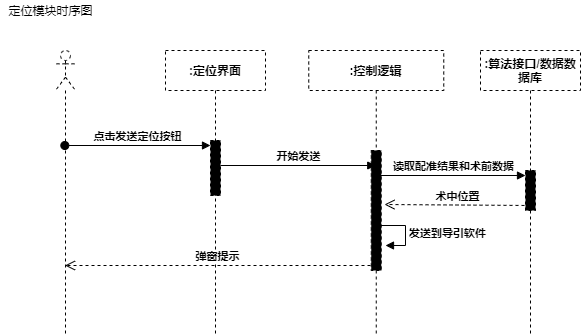 定位模块时序图
:定位界面
:控制逻辑
:算法接口/数据数
据库
点击发送定位按钮
开始发送
读取配准结果和术前数据
术中位置
发送到导引软件
弹窗提示